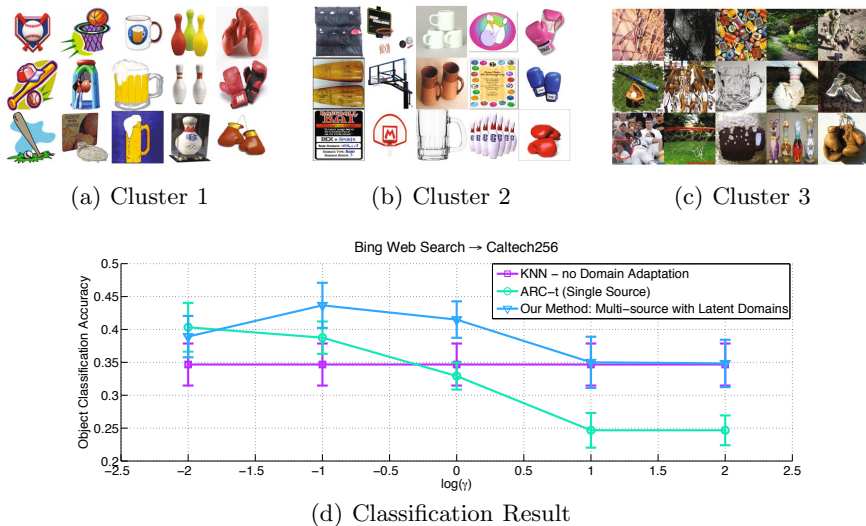 BASEBALL
BAT
M
(a) Cluster 1
(b) Cluster 2
(c) Cluster 3
Bing Web Search → Caltech256
0.5
0.45
0.4
0.35
0.3
0.25
0.2
Object Classification Accuracy
KNN − no Domain Adaptation
ARC−t (Single Source)
Our Method: Multi−source with Latent Domains
−2.5
−2
−1.5
−1
−0.5
0
0.5
1
1.5
2
2.5
log(γ)
(d) Classification Result